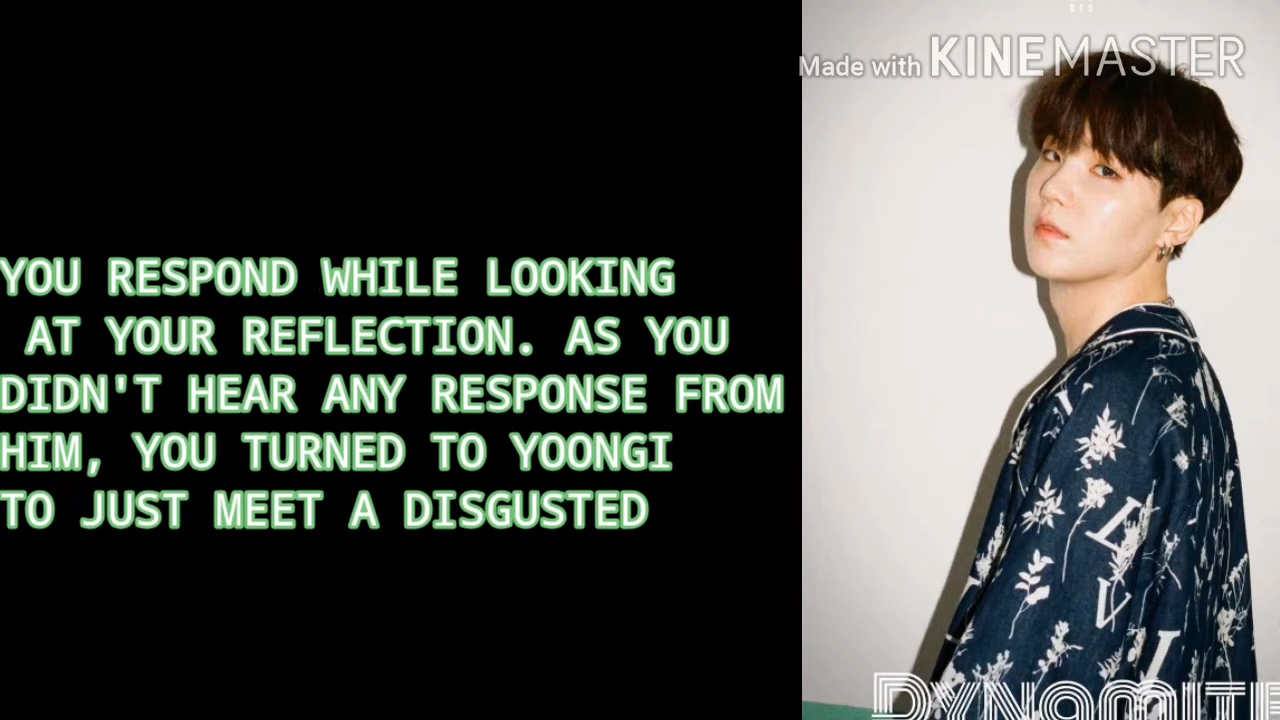 YOU RESPOND WHILE LOOKING
AT YOUR REFLECTION. AS YOU
DIDN'T HEAR ANY RESPONSE FROM
HIM, YOU TURNED TO YOONGI
TO JUST MEET A DISGUSTED
BTS
Made with KINEMASTER
L
V
I
DYNAMITE